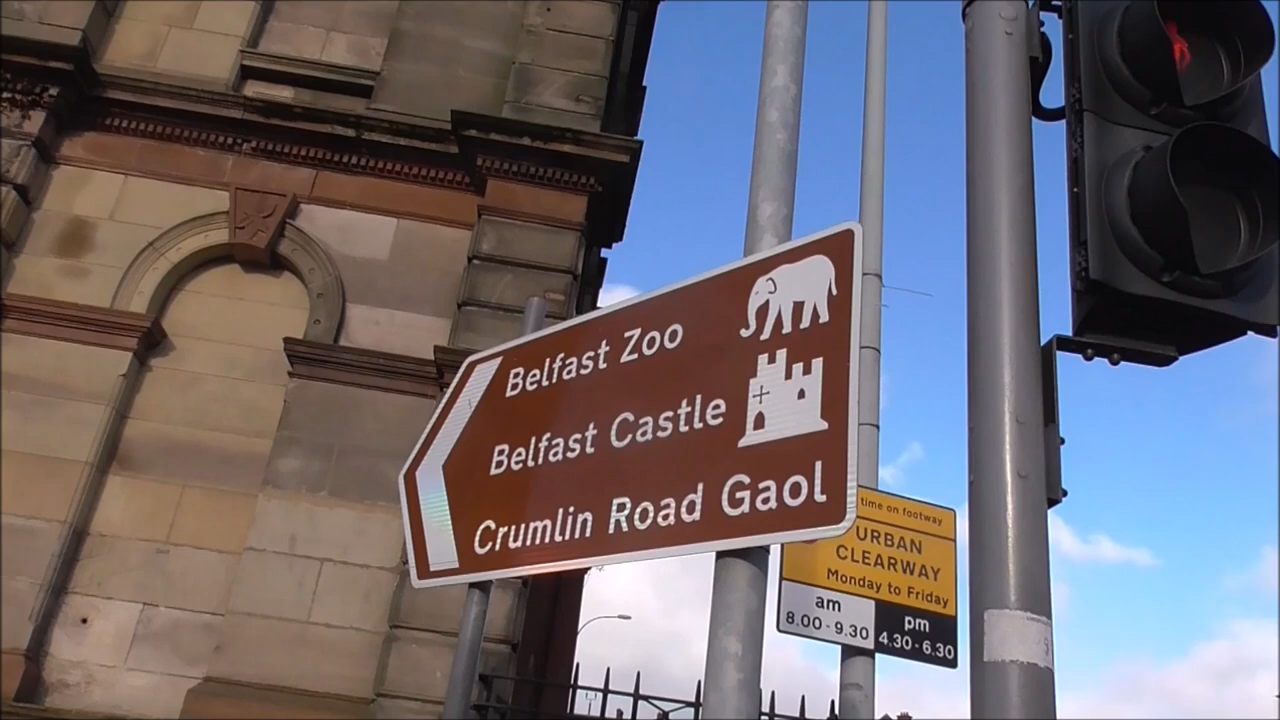 Belfast Zoo
Belfast Castle
Crumlin Road Gaol
time on footway
URBAN
CLEARWAY
Monday to Friday
am
8.00 - 9.30
pm
4.30 - 6.30